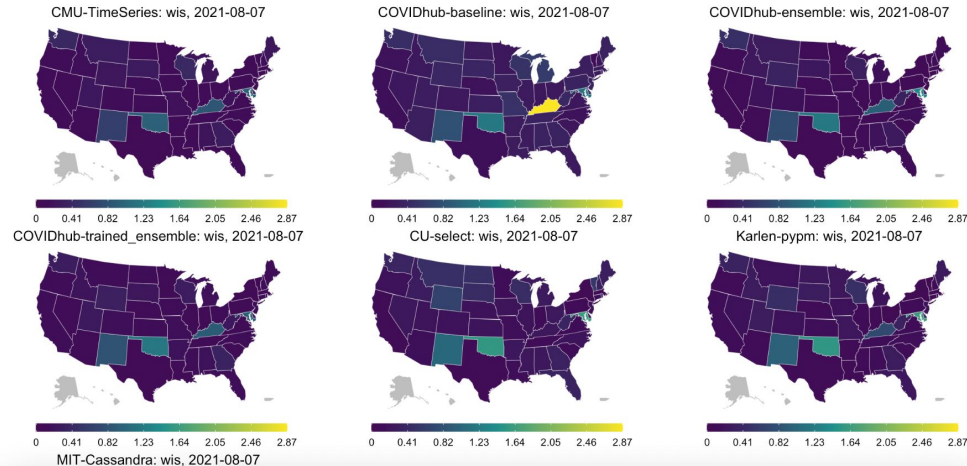 CMU-TimeSeries: wis, 2021-08-07
COVIDhub-baseline: wis, 2021-08-07
COVIDhub-ensemble: wis, 2021-08-07
0 0.41 0.82 1.23 1.64 2.05 2.46 2.87
0 0.41 0.82 1.23 1.64 2.05 2.46 2.87
0 0.41 0.82 1.23 1.64 2.05 2.46 2.87
COVIDhub-trained_ensemble: wis, 2021-08-07
CU-select: wis, 2021-08-07
Karlen-pypm: wis, 2021-08-07
0 0.41 0.82 1.23 1.64 2.05 2.46 2.87
0 0.41 0.82 1.23 1.64 2.05 2.46 2.87
0 0.41 0.82 1.23 1.64 2.05 2.46 2.87
MIT-Cassandra: wis, 2021-08-07